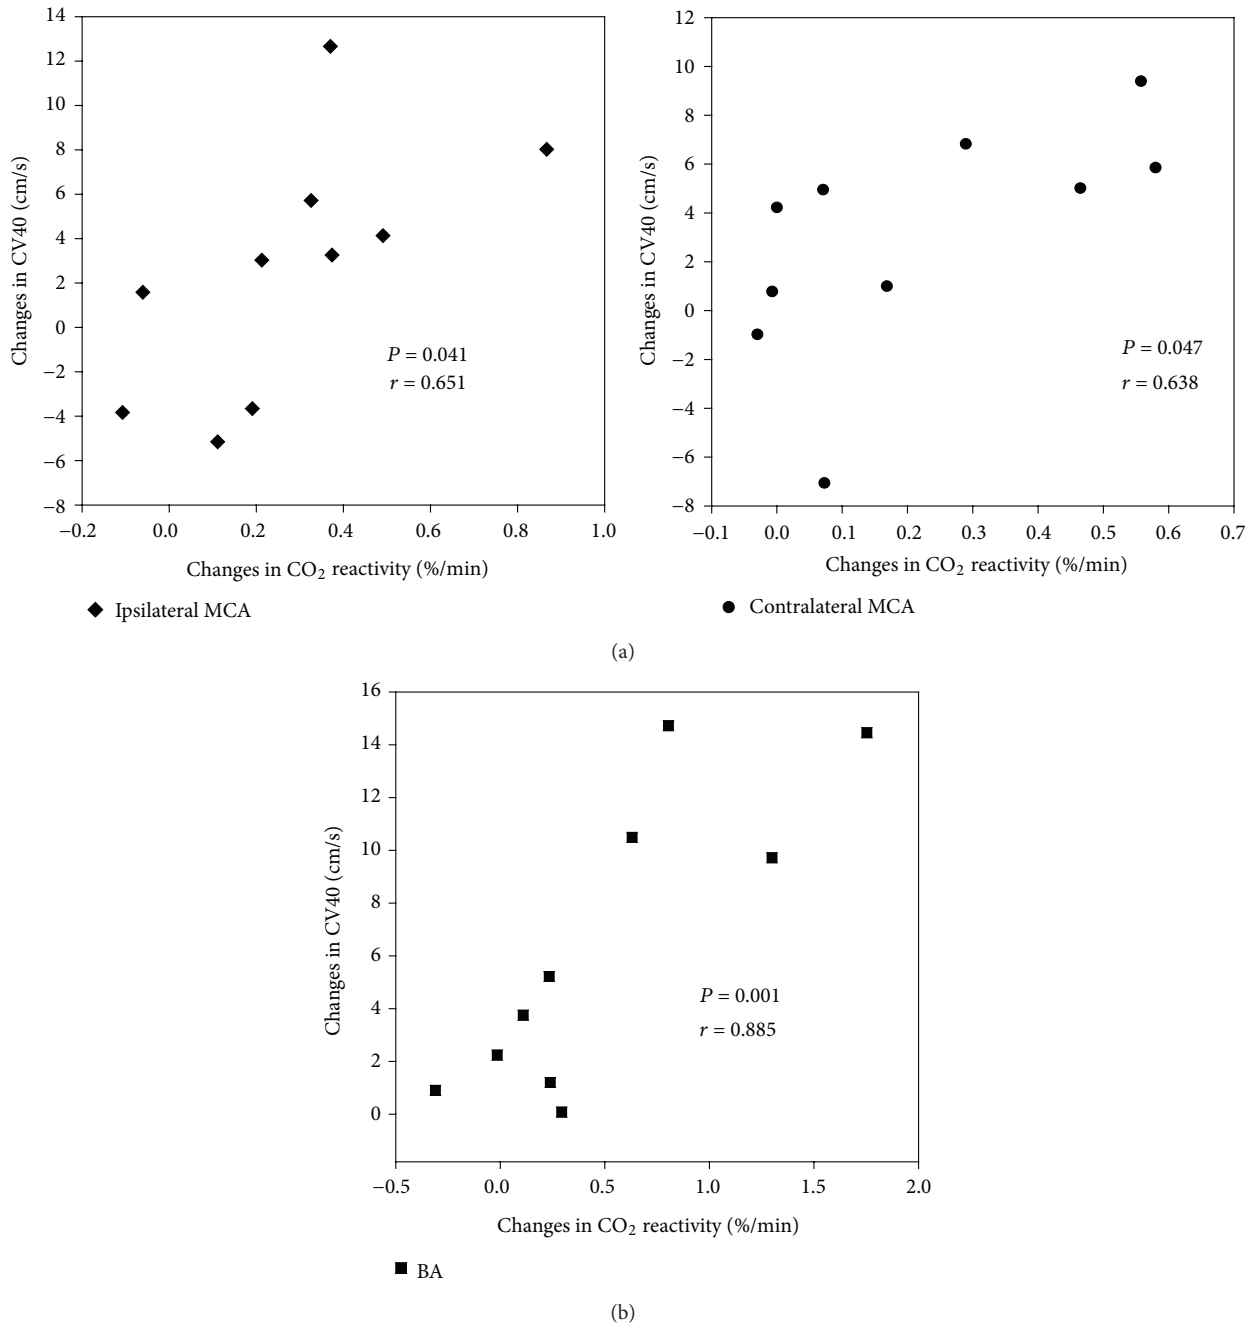 14
12
10
8
6
4
2
0
−2
−4
−6
−8
Changes in CV40 (cm/s)
P = 0.041
r = 0.651
−0.2 0.0 0.2 0.4 0.6 0.8 1.0
Changes in CO2 reactivity (%/min)
Ipsilateral MCA
12
10
8
6
4
2
0
−2
−4
−6
−8
Changes in CV40 (cm/s)
P = 0.047
r = 0.638
−0.1 0.0 0.1 0.2 0.3 0.4 0.5 0.6 0.7
Changes in CO2 reactivity (%/min)
Contralateral MCA
(a)
16
14
12
10
8
6
4
2
0
Changes in CV40 (cm/s)
P = 0.001
r = 0.885
−0.5 0.0 0.5 1.0 1.5 2.0
Changes in CO2 reactivity (%/min)
BA
(b)